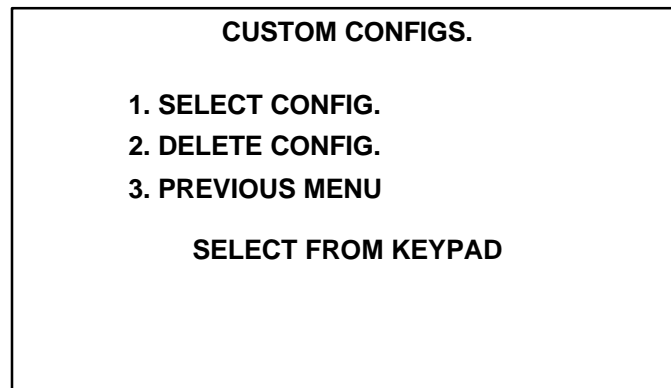 CUSTOM CONFIGS.
1. SELECT CONFIG.
2. DELETE CONFIG.
3. PREVIOUS MENU
SELECT FROM KEYPAD